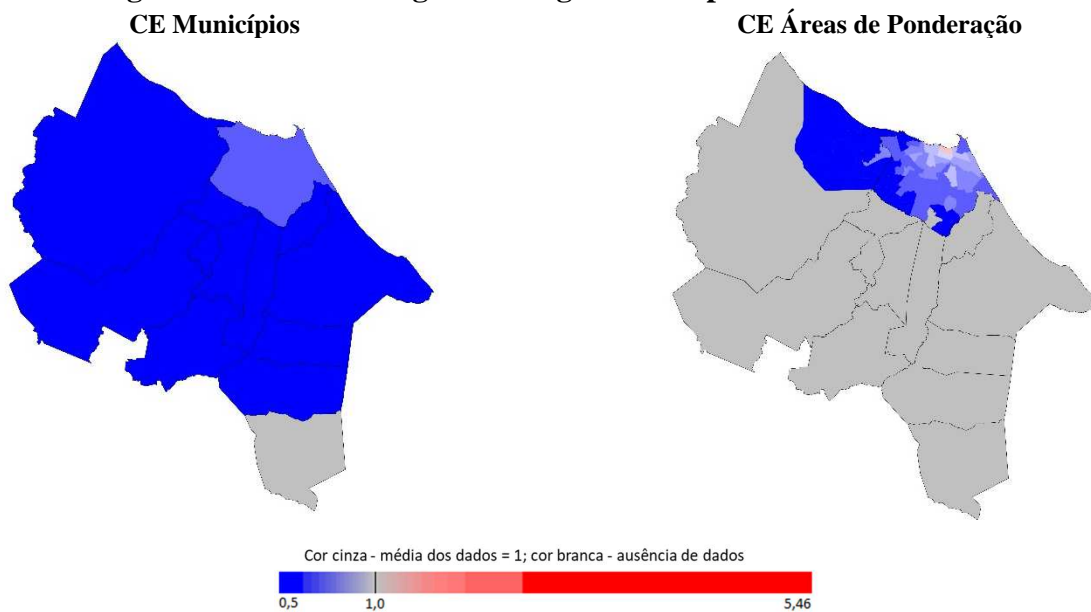 CE Municípios
CE Áreas de Ponderação
Cor cinza - média dos dados = 1; cor branca - ausência de dados
0,5 1,0 5,46